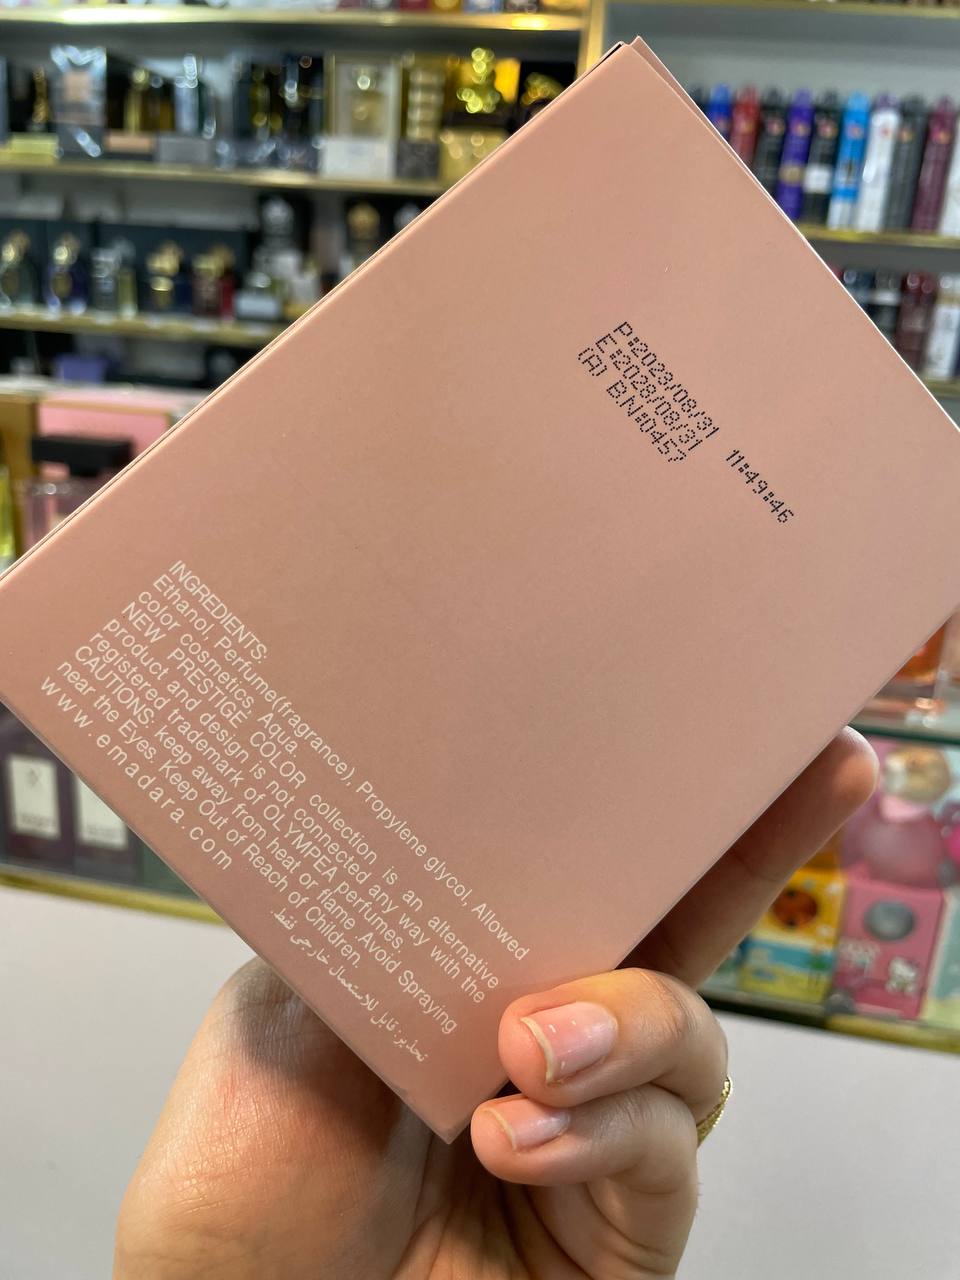 P:2023/08/31 11:49:46
E:2028/08/31
(A) B.N:0457
INGREDIENTS:
Ethanol, Perfume(fragrance), Propylene glycol, Allowed
color cosmetics, Aqua.
NEW PRESTIGE COLOR collection is an alternative
product and design is not connected any way with the
registered trademark of OLYMPEA perfumes.
CAUTIONS: keep away from heat or flame .Avoid Spraying
near the Eyes. Keep Out of Reach of Children.
www.emadara.com
تحذير: قابل للاستعمال خارجي فقط